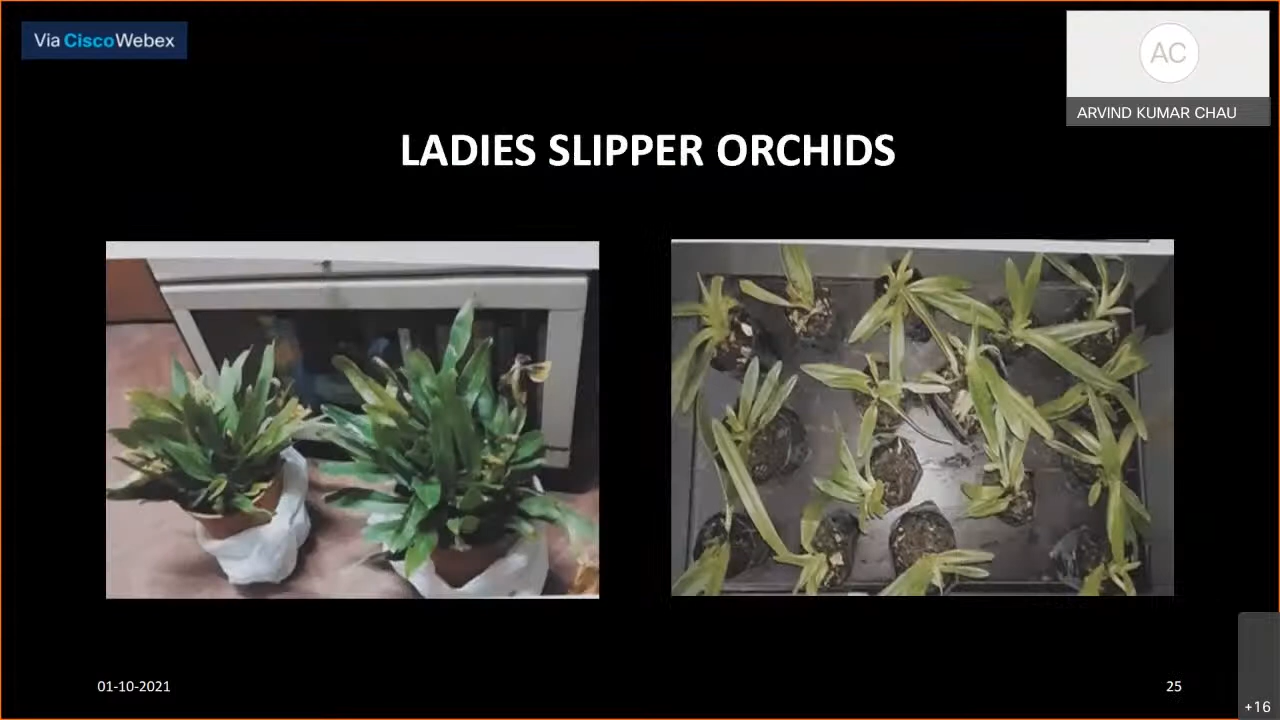 Via CiscoWebex
AC
ARVIND KUMAR CHAU
LADIES SLIPPER ORCHIDS
01-10-2021
25
+16